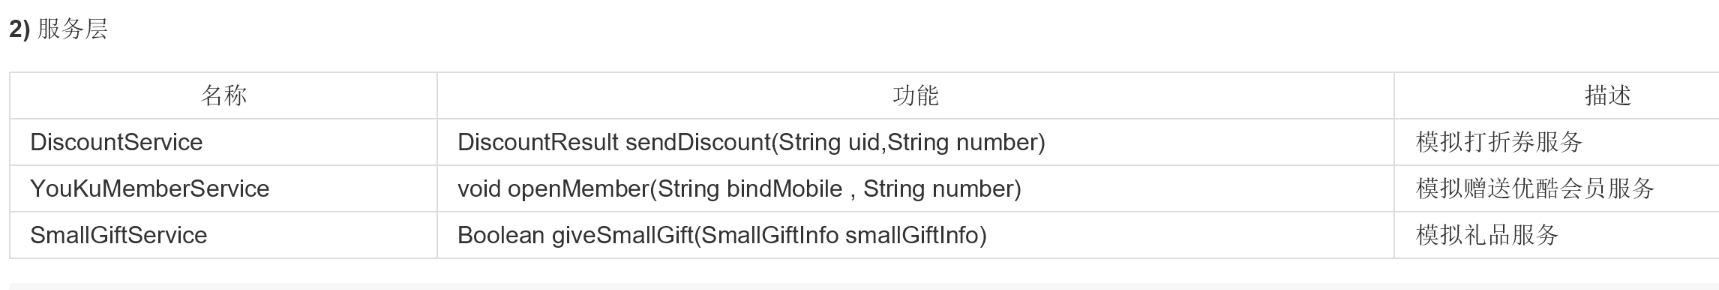 2) 服务层
名称 功能 描述
DiscountService DiscountResult sendDiscount(String uid,String number) 模拟打折券服务
YouKuMemberService void openMember(String bindMobile , String number) 模拟赠送优酷会员服务
SmallGiftService Boolean giveSmallGift(SmallGiftInfo smallGiftInfo) 模拟礼品服务